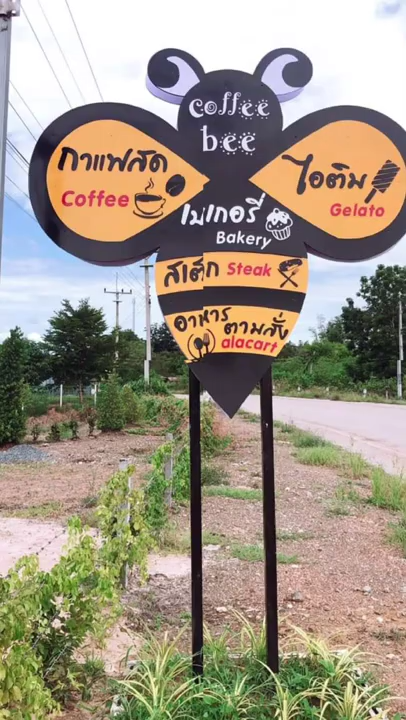 coffee
bee
กาแฟสด
Coffee
ไอติม
Gelato
เบเกอรี่
Bakery
สเต็ก Steak
อาหาร
ตามสั่ง
alacart